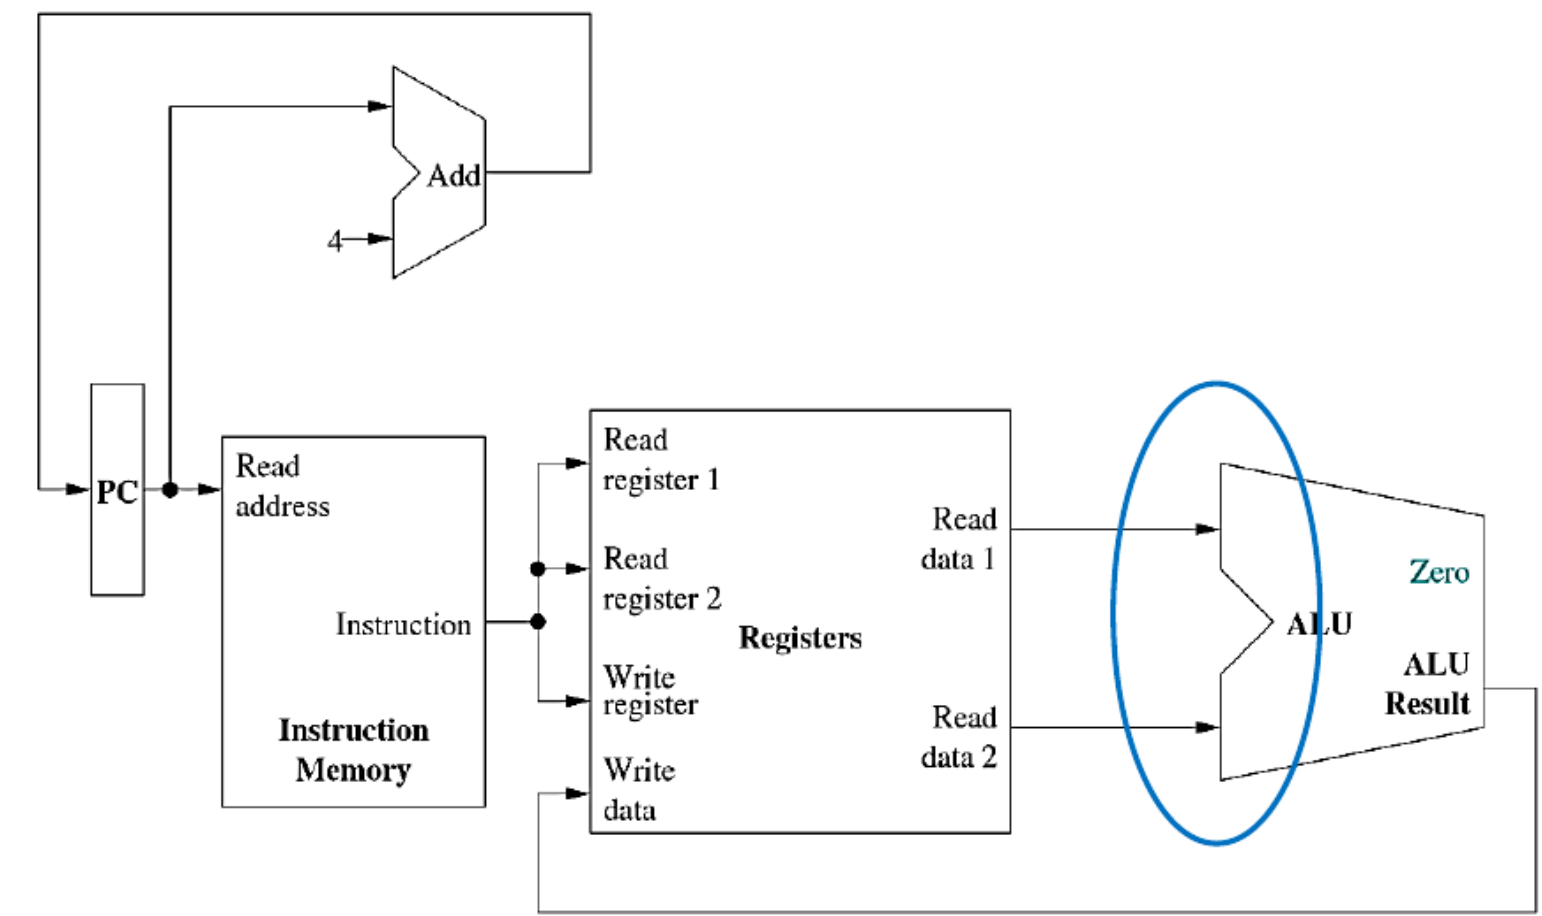 Add
4
PC
Read
address
Instruction
Instruction
Memory
Read
register 1
Read
register 2
Registers
Write
register
Write
data
Read
data 1
Read
data 2
Zero
ALU
ALU
Result